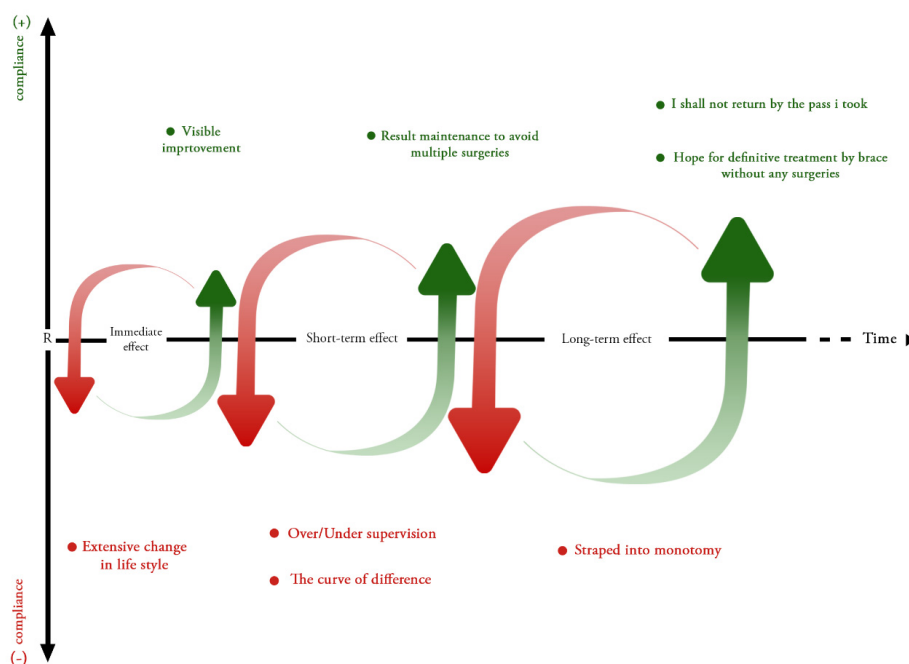 (+)
compliance
I shall not return by the pass i took
Visible
imprtovement
Result maintenance to avoid
multiple surgeries
Hope for definitive treatment by brace
without any surgeries
R
Immediate
effect
Short-term effect
Long-term effect
Time
Extensive change
in life style
Over/Under supervision
The curve of difference
Straped into monotomy
compliance
(-)